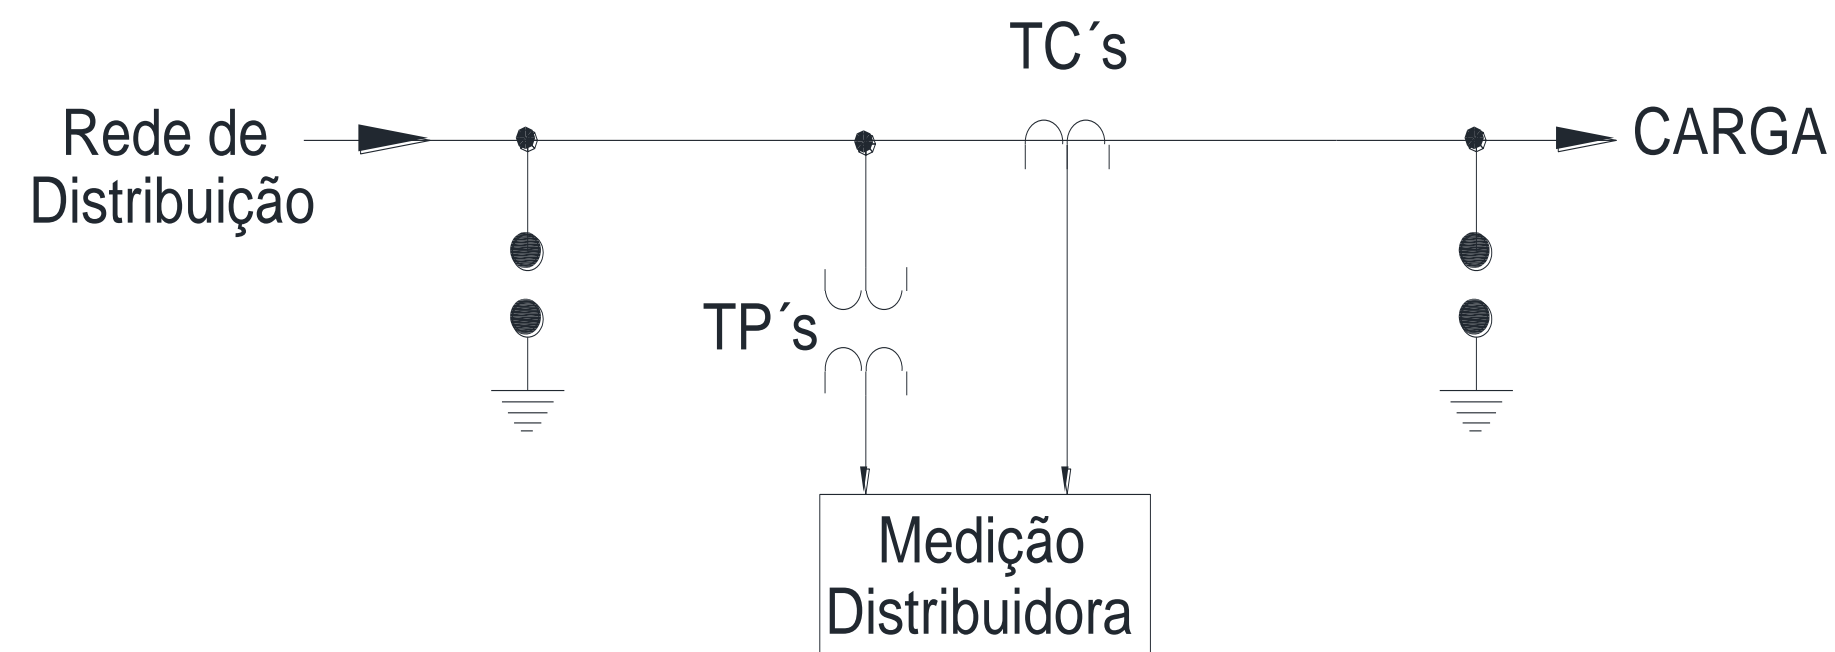 TC´s
Rede de
Distribuição
CARGA
TP´s
Medição
Distribuidora